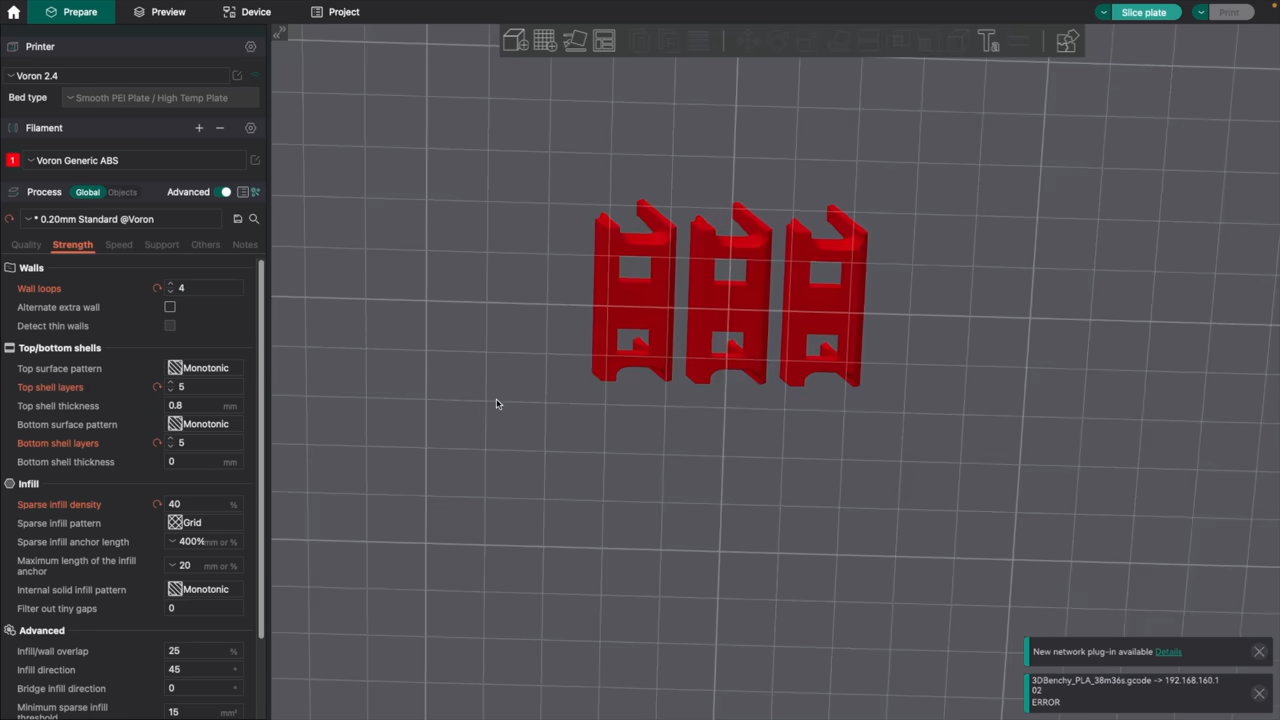 Prepare Preview Device Project Slice plate Print
Printer
Voron 2.4
Bed type Smooth PEI Plate / High Temp Plate
Filament + −
1 Voron Generic ABS
Process Global Objects Advanced
* 0.20mm Standard @Voron
Quality Strength Speed Support Others Notes
Walls
Wall loops 4
Alternate extra wall
Detect thin walls
Top/bottom shells
Top surface pattern Monotonic
Top shell layers 5
Top shell thickness 0.8 mm
Bottom surface pattern Monotonic
Bottom shell layers 5
Bottom shell thickness 0 mm
Infill
Sparse infill density 40 %
Sparse infill pattern Grid
Sparse infill anchor length 400% mm or %
Maximum length of the infill
anchor 20 mm or %
Internal solid infill pattern Monotonic
Filter out tiny gaps 0
Advanced
Infill/wall overlap 25 %
Infill direction 45 °
Bridge infill direction 0 °
Minimum sparse infill
threshold 15 mm²
New network plug-in available Details
3DBenchy_PLA_38m36s.gcode -> 192.168.160.1
02
ERROR